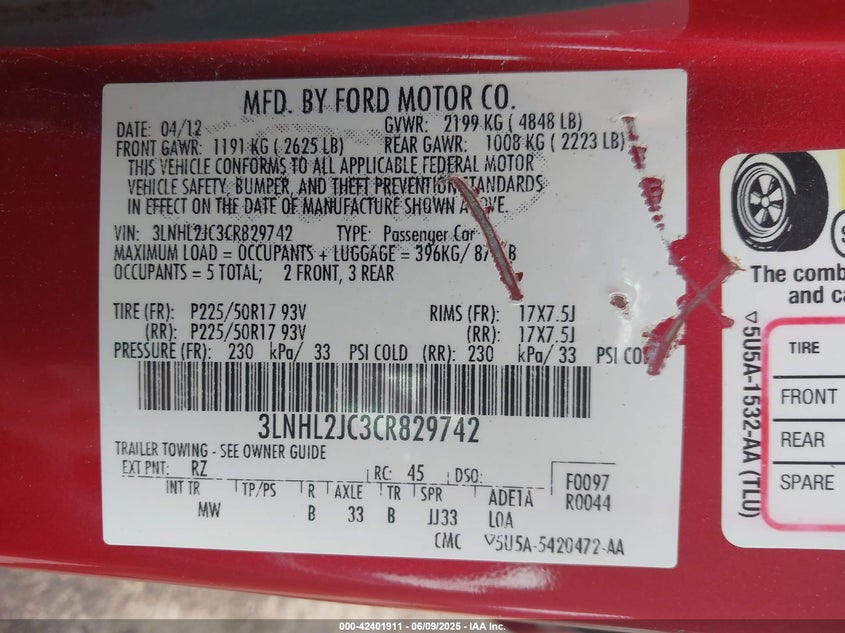 MFD. BY FORD MOTOR CO.
DATE: 04/12 GVWR: 2199 KG ( 4848 LB)
FRONT GAWR: 1191 KG ( 2625 LB) REAR GAWR: 1008 KG ( 2223 LB)
THIS VEHICLE CONFORMS TO ALL APPLICABLE FEDERAL MOTOR
VEHICLE SAFETY, BUMPER, AND THEFT PREVENTION STANDARDS
IN EFFECT ON THE DATE OF MANUFACTURE SHOWN ABOVE.
VIN: 3LNHL2JC3CR829742 TYPE: Passenger Car
MAXIMUM LOAD = OCCUPANTS + LUGGAGE = 396KG/
OCCUPANTS = 5 TOTAL; 2 FRONT, 3 REAR
TIRE (FR): P225/50R17 93V RIMS (FR): 17X7.5J
(RR): P225/50R17 93V (RR): 17X7.5J
PRESSURE (FR): 230 kPa/ 33 PSI COLD (RR): 230 kPa/ 33 PSI
3LNHL2JC3CR829742
TRAILER TOWING - SEE OWNER GUIDE
EXT PNT: RZ RC: 45 DSO: F0097
INT TR TP/PS R AXLE TR SPR ADE1A R0044
MW B 33 B JJ33 LOA
CMC ▽5U5A-5420472-AA
The comb
and ca
TIRE
FRONT
REAR
SPARE
▽5U5A-1532-AA (TLU)
000-42401911 - 06/09/2025 - IAA Inc.